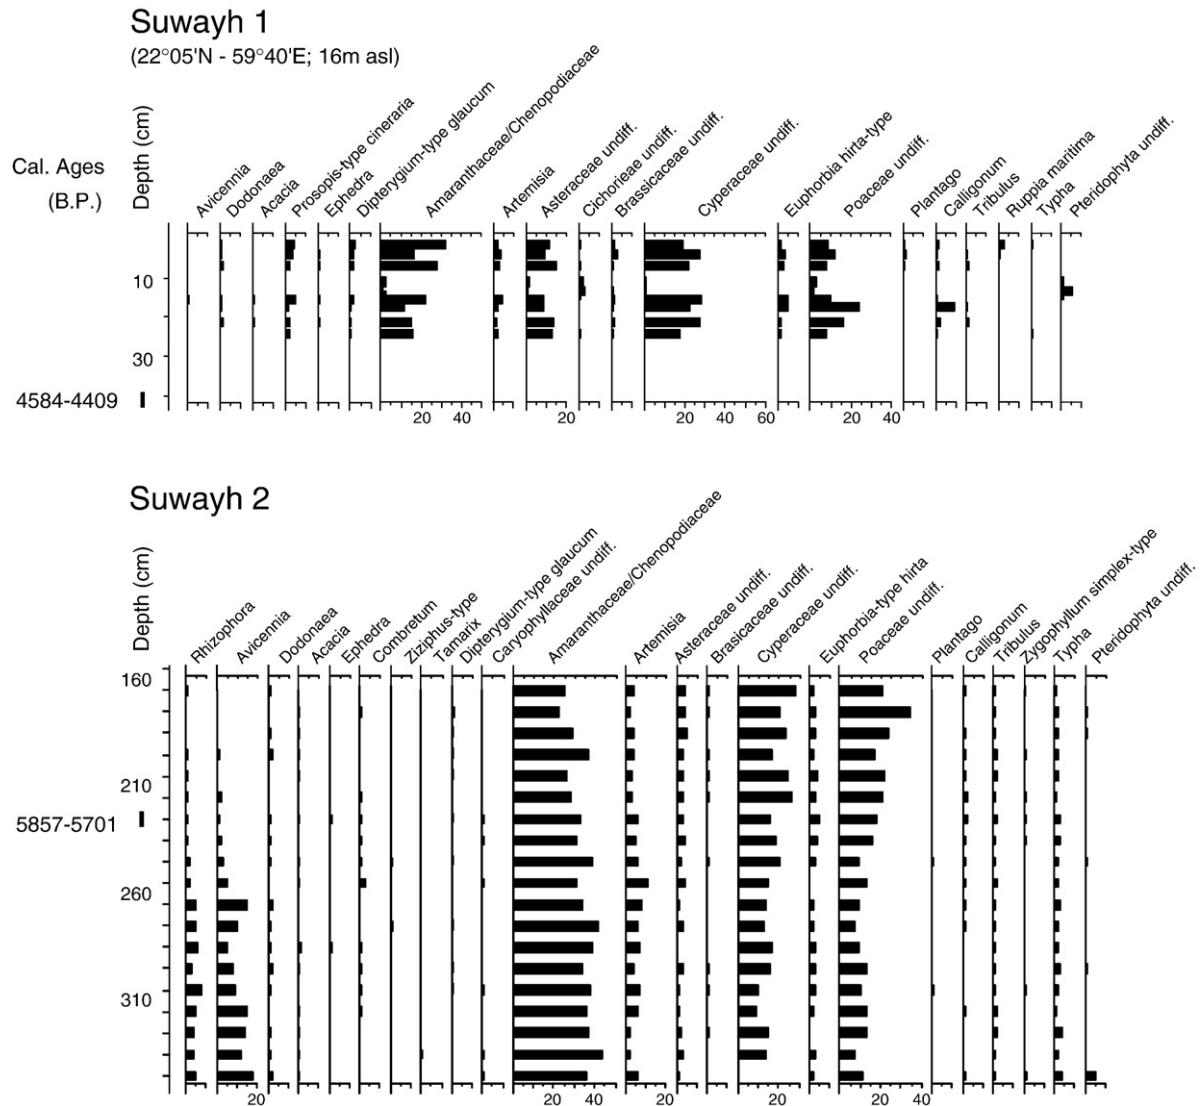 Suwayh 1
(22°05'N - 59°40'E; 16m asl)
Cal. Ages
(B.P.)
Depth (cm)
Avicennia
Dodonaea
Acacia
Prosopis-type cineraria
Ephedra
Dipterygium-type glaucum
Amaranthaceae/Chenopodiaceae
Artemisia
Asteraceae undiff.
Cichorieae undiff.
Brassicaceae undiff.
Cyperaceae undiff.
Euphorbia hirta-type
Poaceae undiff.
Plantago
Calligonum
Tribulus
Ruppia maritima
Typha
Pteridophyta undiff.
10
30
4584-4409
20 40 20 20 40 60 20 40
Suwayh 2
Depth (cm)
Rhizophora
Avicennia
Dodonaea
Acacia
Ephedra
Combretum
Ziziphus-type
Tamarix
Dipterygium-type glaucum
Caryophyllaceae undiff.
Amaranthaceae/Chenopodiaceae
Artemisia
Asteraceae undiff.
Brasicaceae undiff.
Cyperaceae undiff.
Euphorbia-type hirta
Poaceae undiff.
Plantago
Calligonum
Tribulus
Zygophyllum simplex-type
Typha
Pteridophyta undiff.
160
210
5857-5701
260
310
20 20 40 20 20 20 40